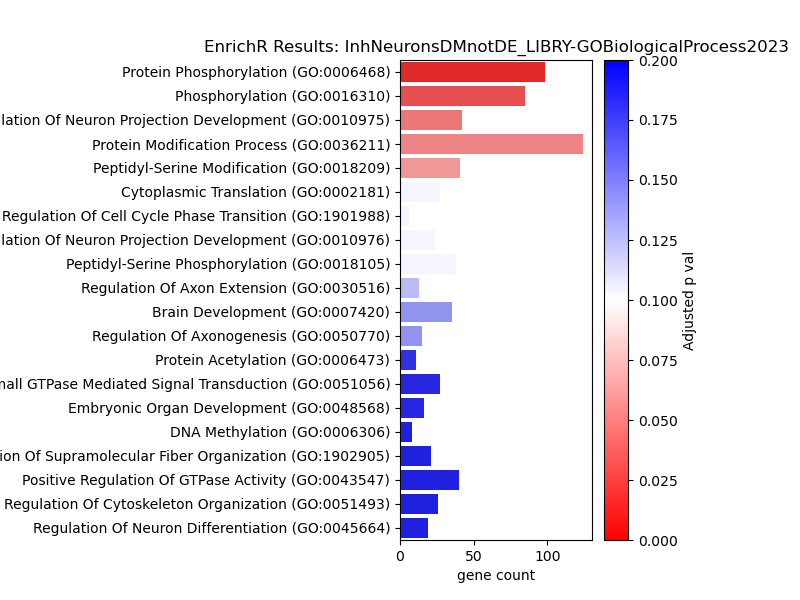 EnrichR Results: InhNeuronsDMnotDE_LIBRY-GOBiologicalProcess2023
Protein Phosphorylation (GO:0006468)
Phosphorylation (GO:0016310)
Of Neuron Projection Development (GO:0010975)
Protein Modification Process (GO:0036211)
Peptidyl-Serine Modification (GO:0018209)
Cytoplasmic Translation (GO:0002181)
Regulation Of Cell Cycle Phase Transition (GO:1901988)
Of Neuron Projection Development (GO:0010976)
Peptidyl-Serine Phosphorylation (GO:0018105)
Regulation Of Axon Extension (GO:0030516)
Brain Development (GO:0007420)
Regulation Of Axonogenesis (GO:0050770)
Protein Acetylation (GO:0006473)
GTPase Mediated Signal Transduction (GO:0051056)
Embryonic Organ Development (GO:0048568)
DNA Methylation (GO:0006306)
Of Supramolecular Fiber Organization (GO:1902905)
Positive Regulation Of GTPase Activity (GO:0043547)
Regulation Of Cytoskeleton Organization (GO:0051493)
Regulation Of Neuron Differentiation (GO:0045664)
0 50 100
gene count
0.200
0.175
0.150
0.125
0.100
0.075
0.050
0.025
0.000
Adjusted p val